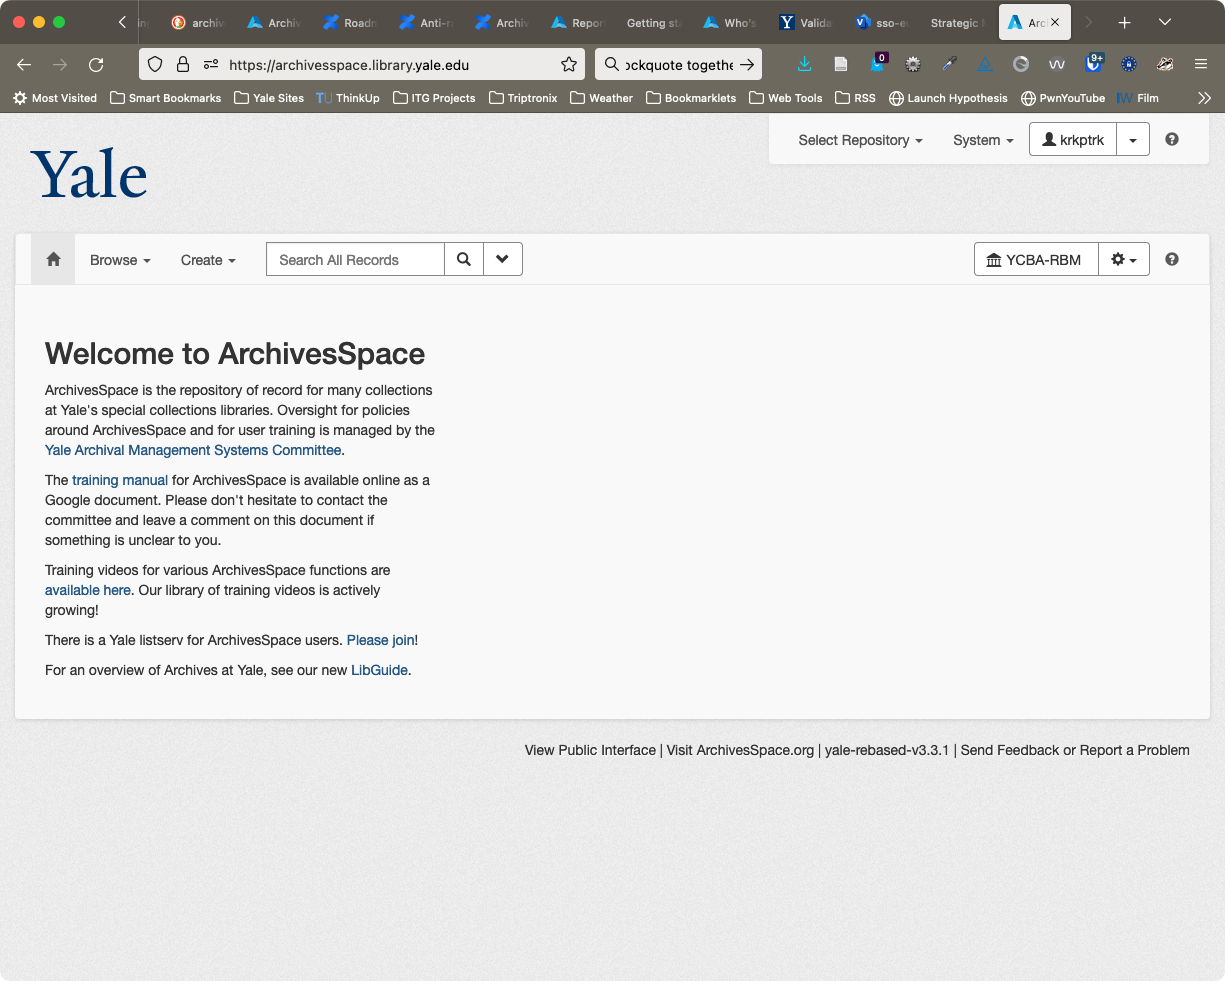 archiv
Archiv
Roadm
Anti-ra
Archiv
Report
Getting sta
Who's
Y Valida
sso-e
Strategic
Arc
https://archivesspace.library.yale.edu
ockquote togethe
0
9+
Most Visited Smart Bookmarks Yale Sites TU ThinkUp ITG Projects Triptronix Weather Bookmarklets Web Tools RSS Launch Hypothesis PwnYouTube IW Film
Yale
Select Repository System krkptrk
Browse Create Search All Records YCBA-RBM
Welcome to ArchivesSpace
ArchivesSpace is the repository of record for many collections
at Yale's special collections libraries. Oversight for policies
around ArchivesSpace and for user training is managed by the
Yale Archival Management Systems Committee.
The training manual for ArchivesSpace is available online as a
Google document. Please don't hesitate to contact the
committee and leave a comment on this document if
something is unclear to you.
Training videos for various ArchivesSpace functions are
available here. Our library of training videos is actively
growing!
There is a Yale listserv for ArchivesSpace users. Please join!
For an overview of Archives at Yale, see our new LibGuide.
View Public Interface | Visit ArchivesSpace.org | yale-rebased-v3.3.1 | Send Feedback or Report a Problem